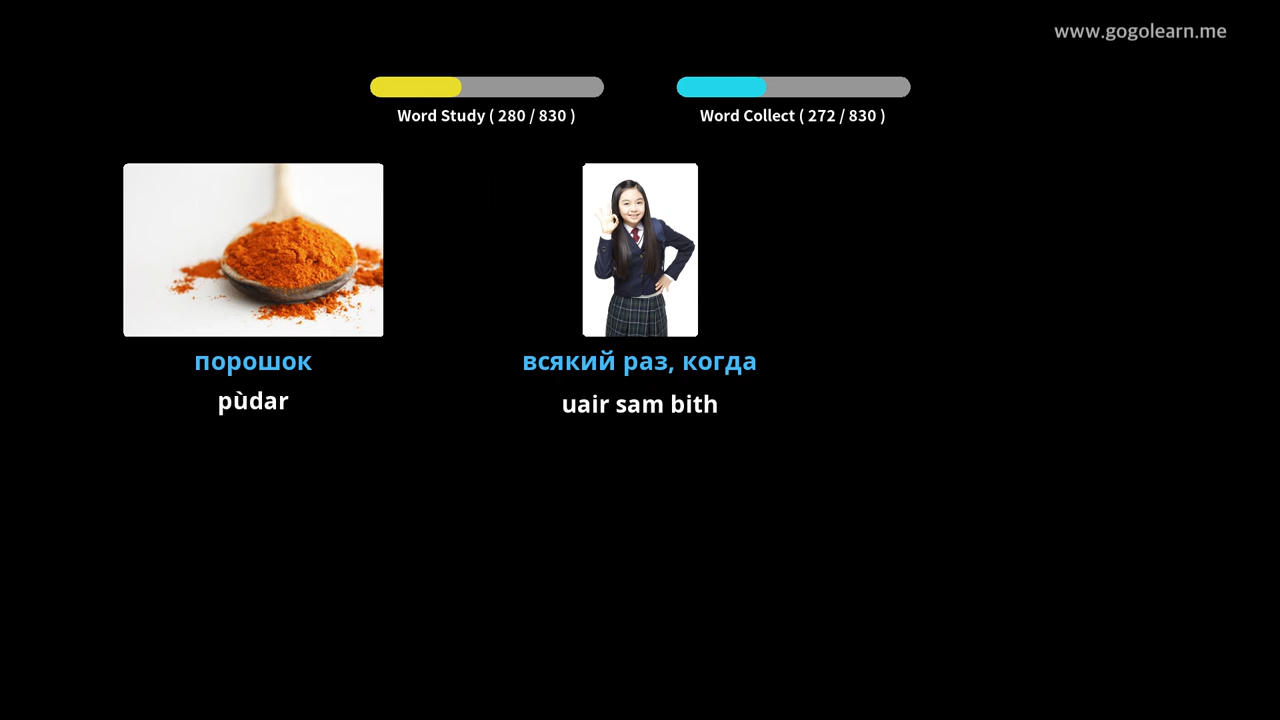 www.gogolearn.me
Word Study ( 280 / 830 )
Word Collect ( 272 / 830 )
порошок
pùdar
всякий раз, когда
uair sam bith